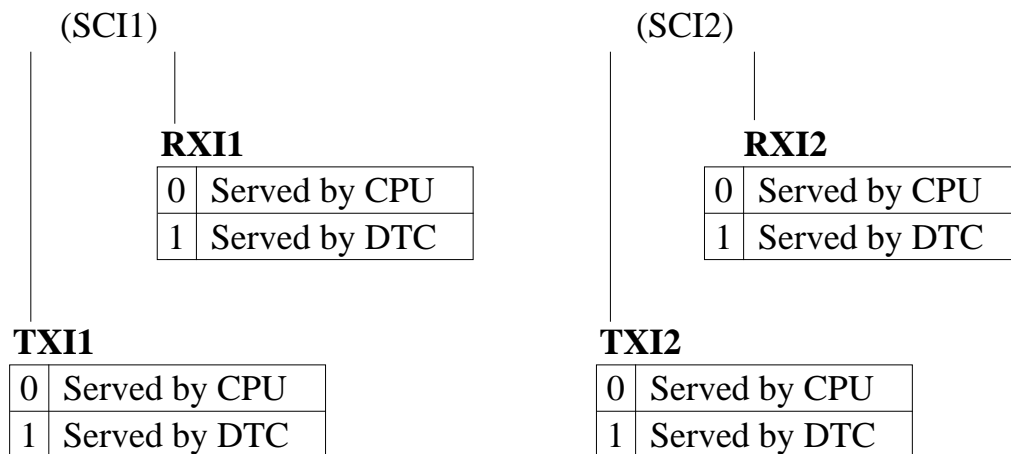 (SCI1) (SCI2)
RXI1 RXI2
0 Served by CPU 0 Served by CPU
1 Served by DTC 1 Served by DTC
TXI1 TXI2
0 Served by CPU 0 Served by CPU
1 Served by DTC 1 Served by DTC